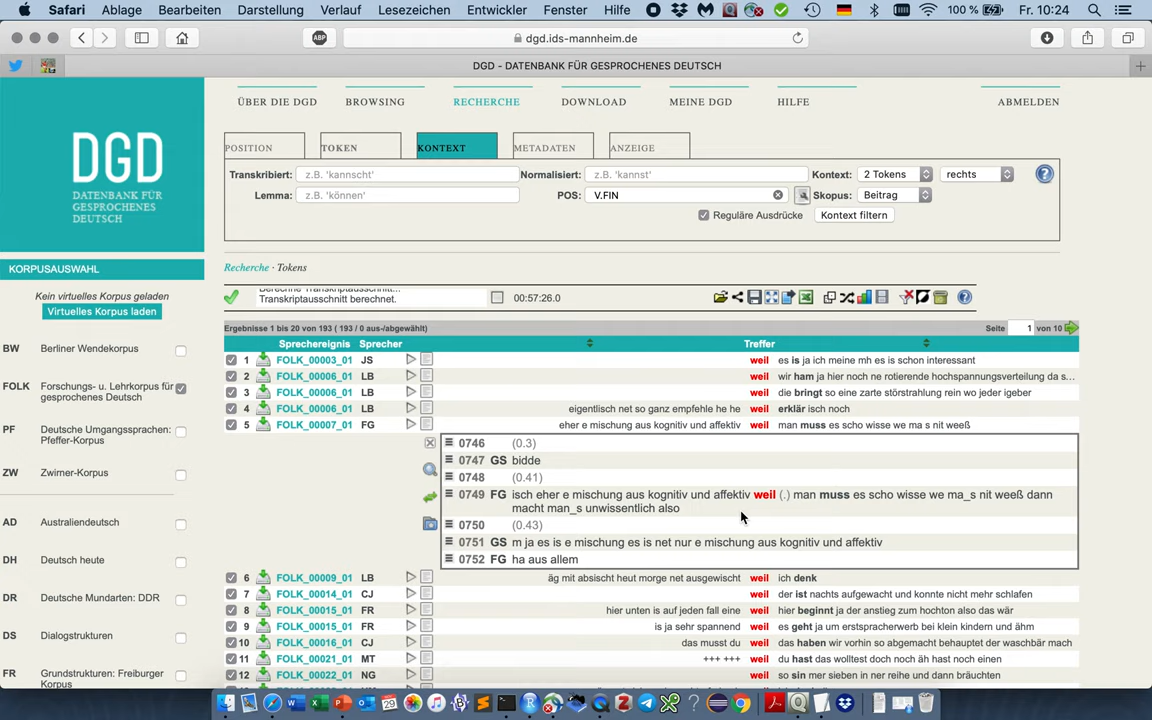 Safari Ablage Bearbeiten Darstellung Verlauf Lesezeichen Entwickler Fenster Hilfe 100 % Fr. 10:24
ABP dgd.ids-mannheim.de
DGD - DATENBANK FÜR GESPROCHENES DEUTSCH
ÜBER DIE DGD BROWSING RECHERCHE DOWNLOAD MEINE DGD HILFE ABMELDEN
DGD
DATENBANK FÜR
GESPROCHENES
DEUTSCH
POSITION TOKEN KONTEXT METADATEN ANZEIGE
Transkribiert: z.B. 'kannscht' Normalisiert: z.B. 'kannst' Kontext: 2 Tokens rechts
Lemma: z.B. 'können' POS: V.FIN Skopus: Beitrag
Reguläre Ausdrücke Kontext filtern
KORPUSAUSWAHL
Kein virtuelles Korpus geladen
Virtuelles Korpus laden
BW Berliner Wendekorpus
FOLK Forschungs- u. Lehrkorpus für
gesprochenes Deutsch
PF Deutsche Umgangssprachen:
Pfeffer-Korpus
ZW Zwirner-Korpus
AD Australiendeutsch
DH Deutsch heute
DR Deutsche Mundarten: DDR
DS Dialogstrukturen
FR Grundstrukturen: Freiburger
Korpus
Recherche · Tokens
Transkriptausschnitt berechnet. 00:57:26.0
Ergebnisse 1 bis 20 von 193 ( 193 / 0 aus-/abgewählt) Seite 1 von 10
Sprechereignis Sprecher Treffer
1 FOLK_00003_01 JS weil es is ja ich meine mh es is schon interessant
2 FOLK_00006_01 LB weil wir ham ja hier noch ne rotierende hochspannungsverteilung da s...
3 FOLK_00006_01 LB weil die bringt so eine zarte störstrahlung rein wo jeder igeber
4 FOLK_00006_01 LB eigentlich net so ganz empfehle he he weil erklär isch noch
5 FOLK_00007_01 FG eher e mischung aus kognitiv und affektiv weil man muss es scho wisse we ma s nit weeß
0746 (0.3)
0747 GS bidde
0748 (0.41)
0749 FG isch eher e mischung aus kognitiv und affektiv weil (.) man muss es scho wisse we ma_s nit weeß dann
macht man_s unwissentlich also
0750 (0.43)
0751 GS m ja es is e mischung es is net nur e mischung aus kognitiv und affektiv
0752 FG ha aus allem
6 FOLK_00009_01 LB äg mit absischt heut morge net ausgewischt weil ich denk
7 FOLK_00014_01 CJ weil der ist nachts aufgewacht und konnte nicht mehr schlafen
8 FOLK_00015_01 FR hier unten is auf jeden fall eine weil hier beginnt ja der anstieg zum hochton also das wär
9 FOLK_00015_01 FR is ja sehr spannend weil es geht ja um erstspracherwerb bei klein kindern und ähm
10 FOLK_00016_01 CJ das musst du weil das haben wir vorhin so abgemacht behauptet der waschbär mach
11 FOLK_00021_01 MT +++ +++ weil du hast das wolltest doch noch äh hast noch einen
12 FOLK_00022_01 NG weil so sin mer sieben in ner reihe und dann bräuchten